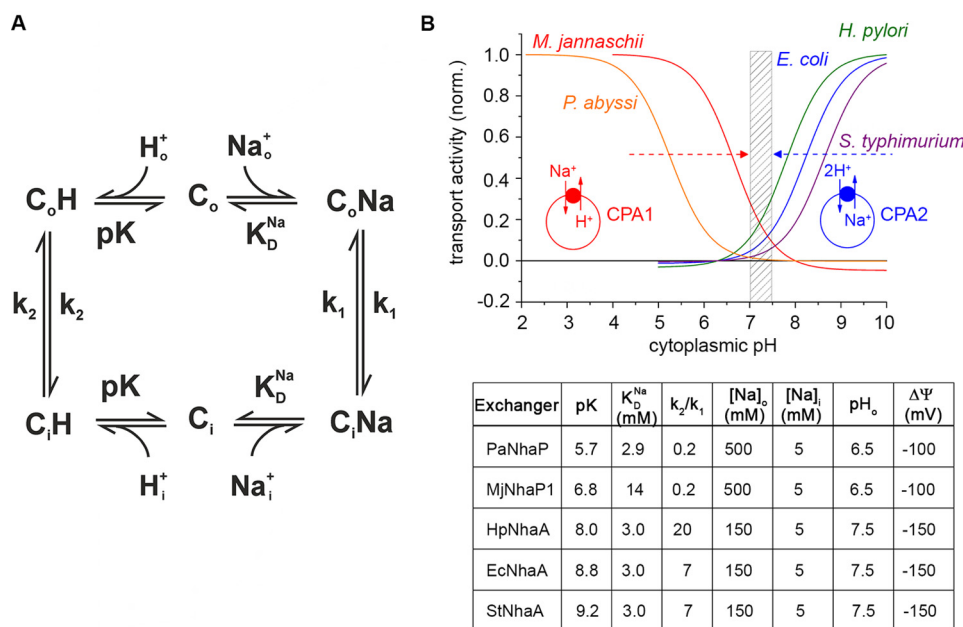 A
H⁺ₒ Na⁺ₒ
CₒH Cₒ CₒNa
pK K_D^Na
k₂ k₂ k₁ k₁
pK K_D^Na
CᵢH Cᵢ CᵢNa
H⁺ᵢ Na⁺ᵢ
B
M. jannaschii H. pylori
E. coli
P. abyssi
S. typhimurium
Na⁺ H⁺ CPA1
2H⁺ Na⁺ CPA2
transport activity (norm.)
1.0
0.8
0.6
0.4
0.2
0.0
-0.2
2 3 4 5 6 7 8 9 10
cytoplasmic pH
Exchanger pK K_D^Na (mM) k₂/k₁ [Na]ₒ (mM) [Na]ᵢ (mM) pHₒ ΔΨ (mV)
PaNhaP 5.7 2.9 0.2 500 5 6.5 -100
MjNhaP1 6.8 14 0.2 500 5 6.5 -100
HpNhaA 8.0 3.0 20 150 5 7.5 -150
EcNhaA 8.8 3.0 7 150 5 7.5 -150
StNhaA 9.2 3.0 7 150 5 7.5 -150